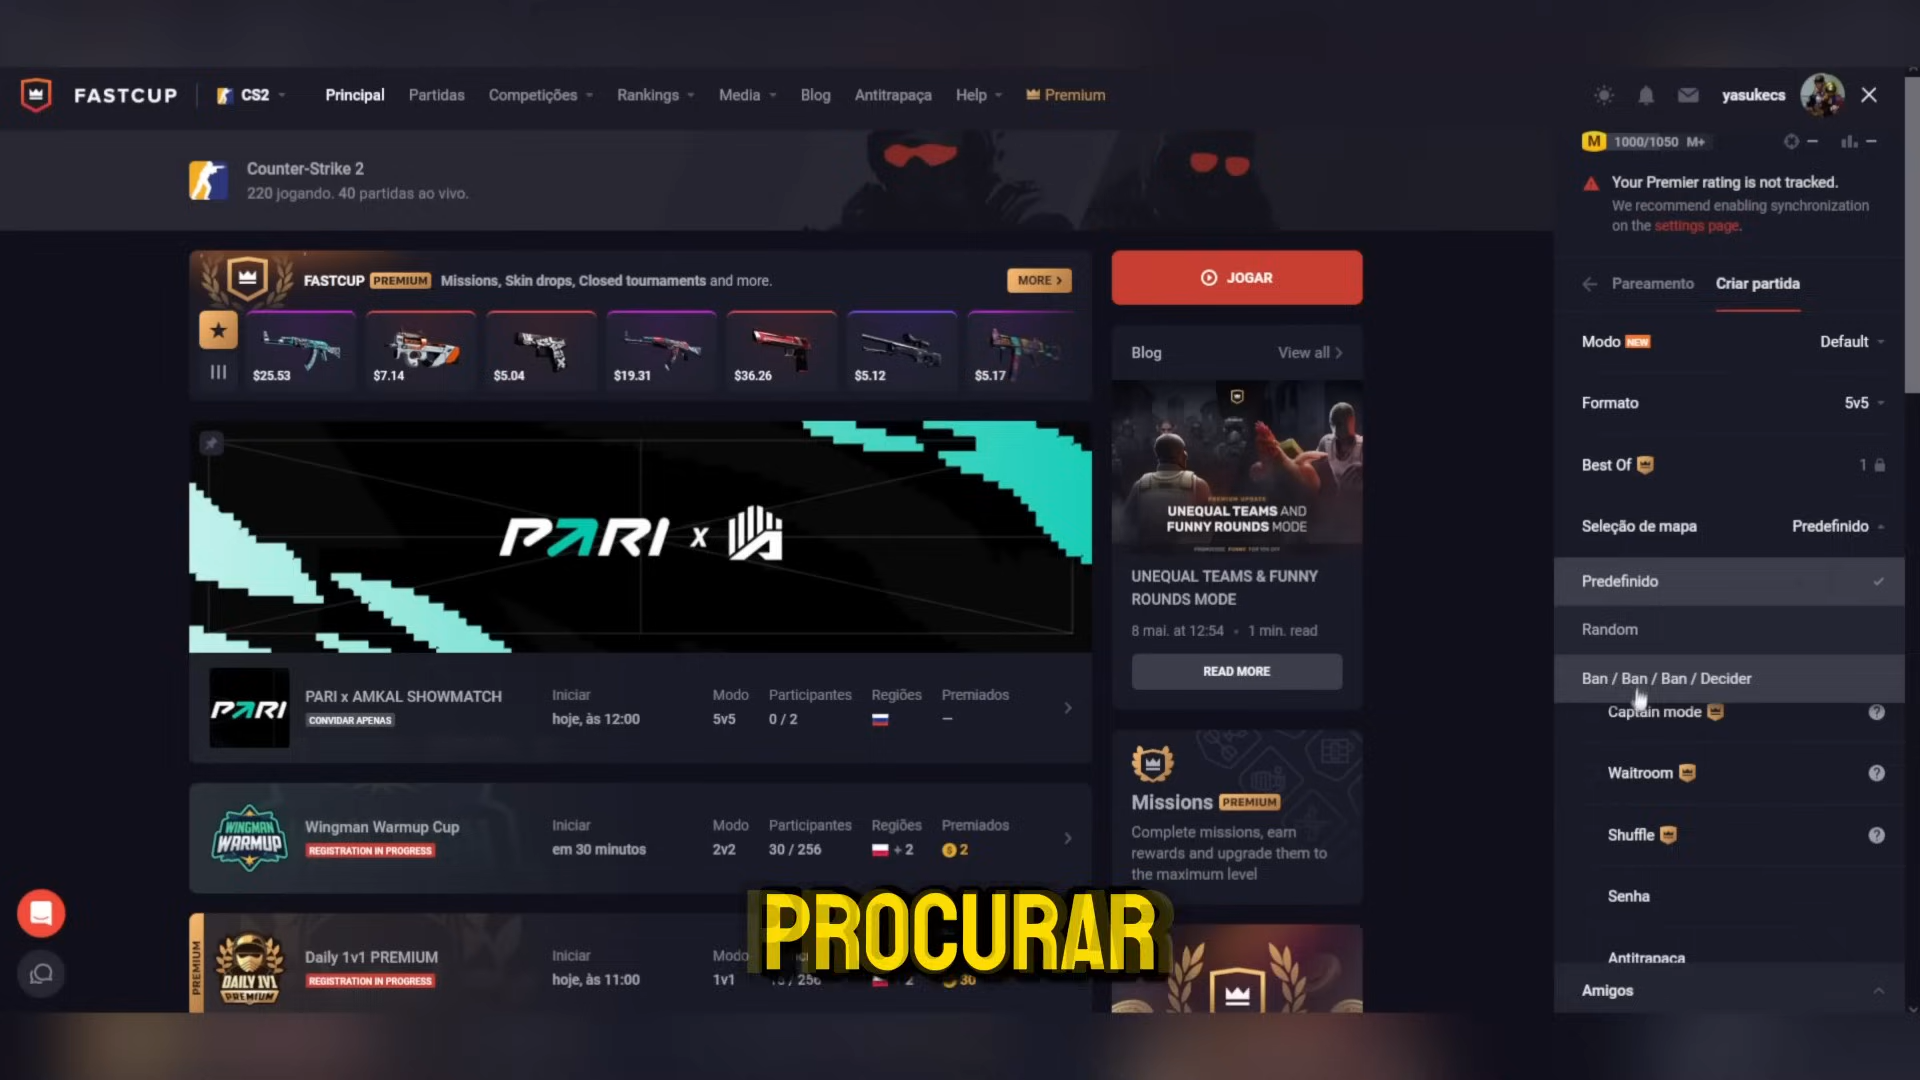 FASTCUP
CS2
Principal
Partidas
Competições
Rankings
Media
Blog
Antitrapaça
Help
Premium
yasukecs
Counter-Strike 2
220 jogando. 40 partidas ao vivo.
FASTCUP PREMIUM Missions, Skin drops, Closed tournaments and more.
MORE
$25.53
$7.14
$5.04
$19.31
$36.26
$5.12
$5.17
PARI x
PARI
PARI x AMKAL SHOWMATCH
CONVIDAR APENAS
Iniciar
hoje, às 12:00
Modo
5v5
Participantes
0 / 2
Regiões
Premiados
—
WINGMAN
WARMUP
Wingman Warmup Cup
REGISTRATION IN PROGRESS
Iniciar
em 30 minutos
Modo
2v2
Participantes
30 / 256
Regiões
+ 2
Premiados
2
PREMIUM
DAILY 1V1
PREMIUM
Daily 1v1 PREMIUM
REGISTRATION IN PROGRESS
Iniciar
hoje, às 11:00
Modo
1v1
30
PROCURAR
JOGAR
Blog
View all
PREMIUM UPDATE
UNEQUAL TEAMS AND
FUNNY ROUNDS MODE
UNEQUAL TEAMS & FUNNY
ROUNDS MODE
8 mai. at 12:54 • 1 min. read
READ MORE
Missions PREMIUM
Complete missions, earn
rewards and upgrade them to
the maximum level
M 1000/1050 M+
Your Premier rating is not tracked.
We recommend enabling synchronization
on the settings page.
Pareamento
Criar partida
Modo NEW
Default
Formato
5v5
Best Of
1
Seleção de mapa
Predefinido
Predefinido
Random
Ban / Ban / Ban / Decider
Captain mode
Waitroom
Shuffle
Senha
Antitrapaça
Amigos